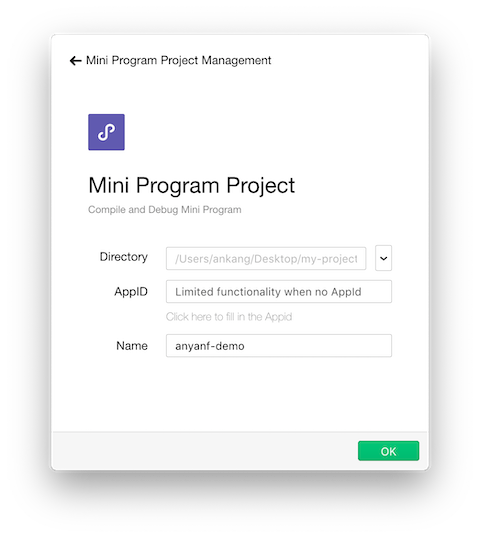 Mini Program Project Management
Mini Program Project
Compile and Debug Mini Program
Directory /Users/ankang/Desktop/my-project
AppID Limited functionality when no AppId
Click here to fill in the Appid
Name anyanf-demo
OK